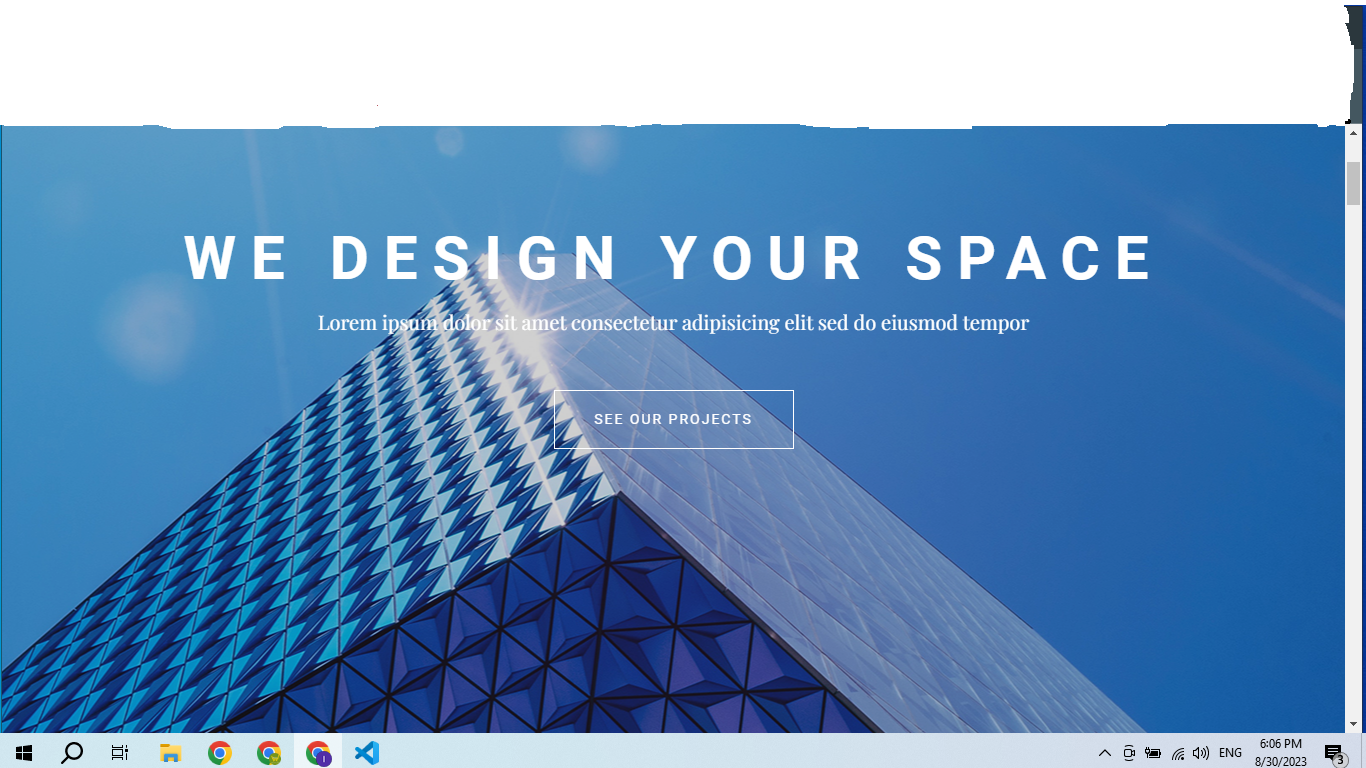 WE DESIGN YOUR SPACE
Lorem ipsum dolor sit amet consectetur adipisicing elit sed do eiusmod tempor
SEE OUR PROJECTS
ENG
6:06 PM
8/30/2023
3